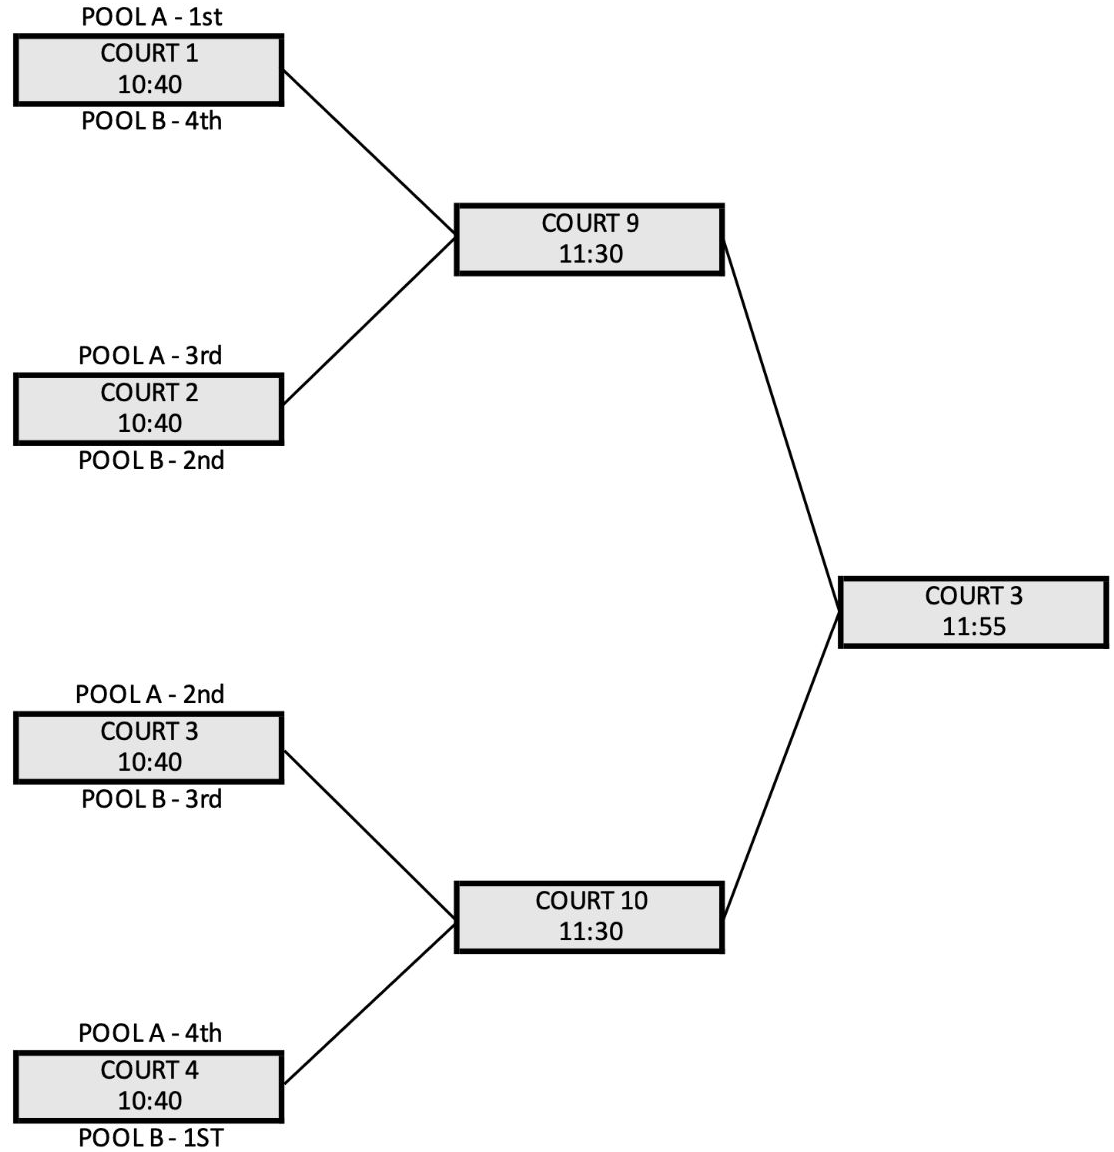 POOL A - 1st
COURT 1
10:40
POOL B - 4th
COURT 9
11:30
POOL A - 3rd
COURT 2
10:40
POOL B - 2nd
COURT 3
11:55
POOL A - 2nd
COURT 3
10:40
POOL B - 3rd
COURT 10
11:30
POOL A - 4th
COURT 4
10:40
POOL B - 1ST